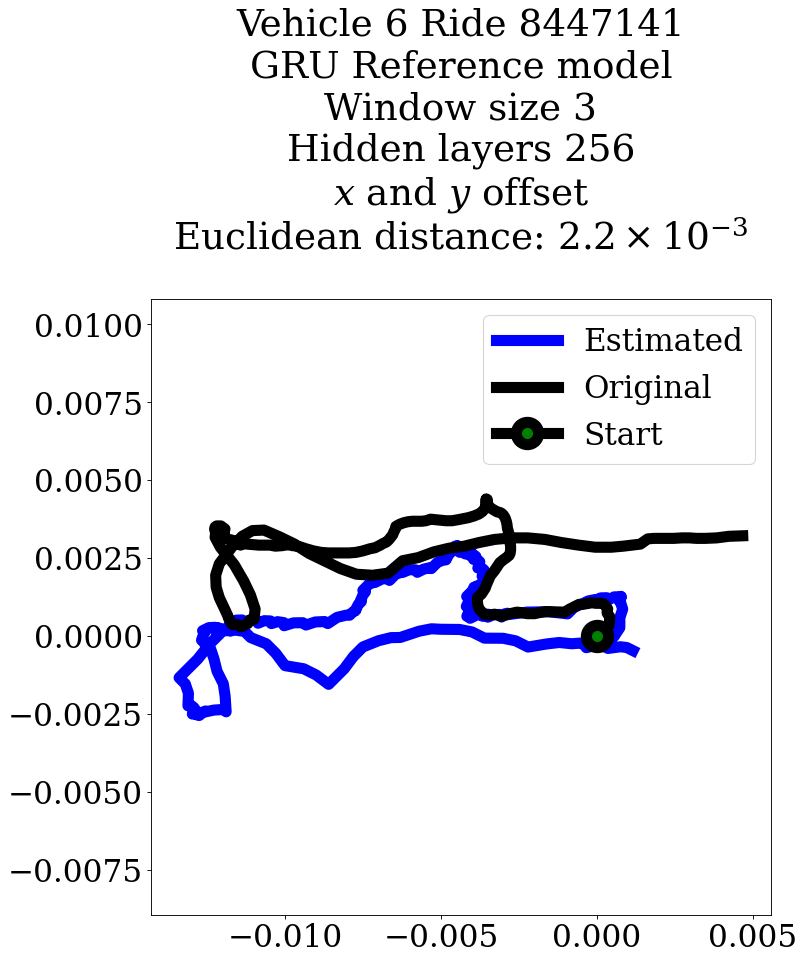 Vehicle 6 Ride 8447141
GRU Reference model
Window size 3
Hidden layers 256
x and y offset
Euclidean distance: 2.2 × 10⁻³
Estimated
Original
Start
0.0100
0.0075
0.0050
0.0025
0.0000
−0.0025
−0.0050
−0.0075
−0.010
−0.005
0.000
0.005